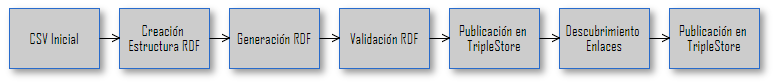 CSV Inicial
Creación
Estructura RDF
Generación RDF
Validación RDF
Publicación en
TripleStore
Descubrimiento
Enlaces
Publicación en
TripleStore